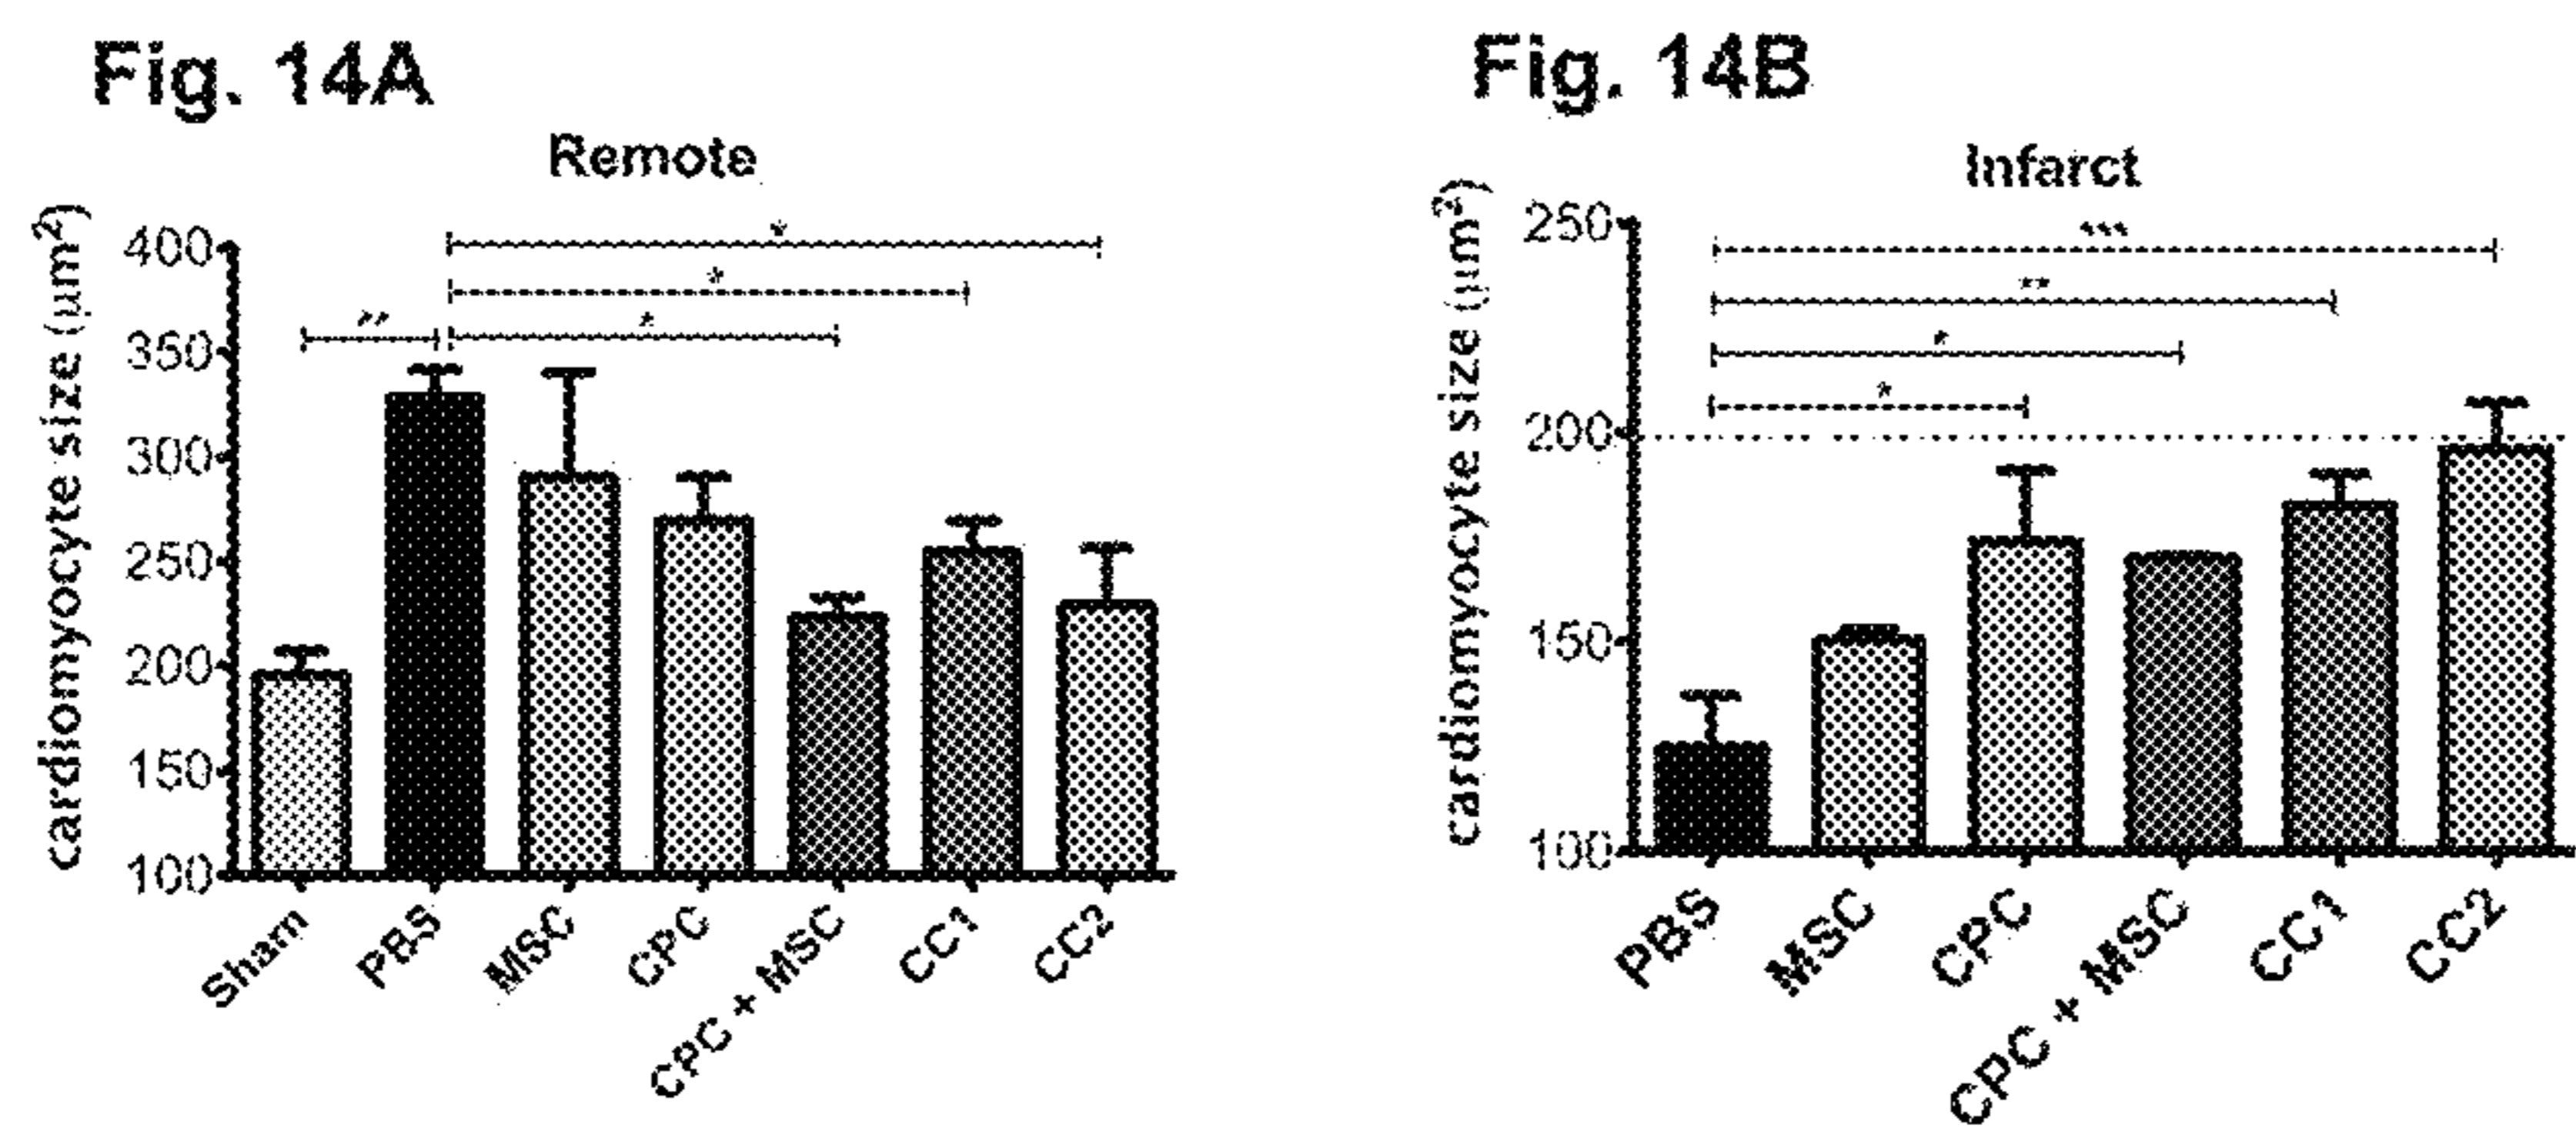 Fig. 14A
Remote
cardiomyocyte size (µm²)
400
350
300
250
200
150
100
**
*
*
*
Sham
PBS
MSC
CPC
CPC + MSC
CC1
CC2
Fig. 14B
Infarct
cardiomyocyte size (µm²)
250
200
150
100
***
**
*
*
PBS
MSC
CPC
CPC + MSC
CC1
CC2